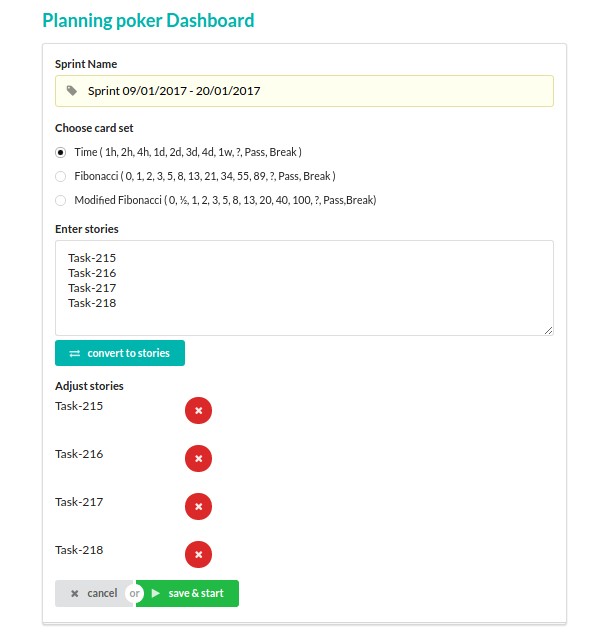 Planning poker Dashboard
Sprint Name
Sprint 09/01/2017 - 20/01/2017
Choose card set
Time ( 1h, 2h, 4h, 1d, 2d, 3d, 4d, 1w, ?, Pass, Break )
Fibonacci ( 0, 1, 2, 3, 5, 8, 13, 21, 34, 55, 89, ?, Pass, Break )
Modified Fibonacci ( 0, ½, 1, 2, 3, 5, 8, 13, 20, 40, 100, ?, Pass,Break)
Enter stories
Task-215
Task-216
Task-217
Task-218
convert to stories
Adjust stories
Task-215
Task-216
Task-217
Task-218
cancel or save & start